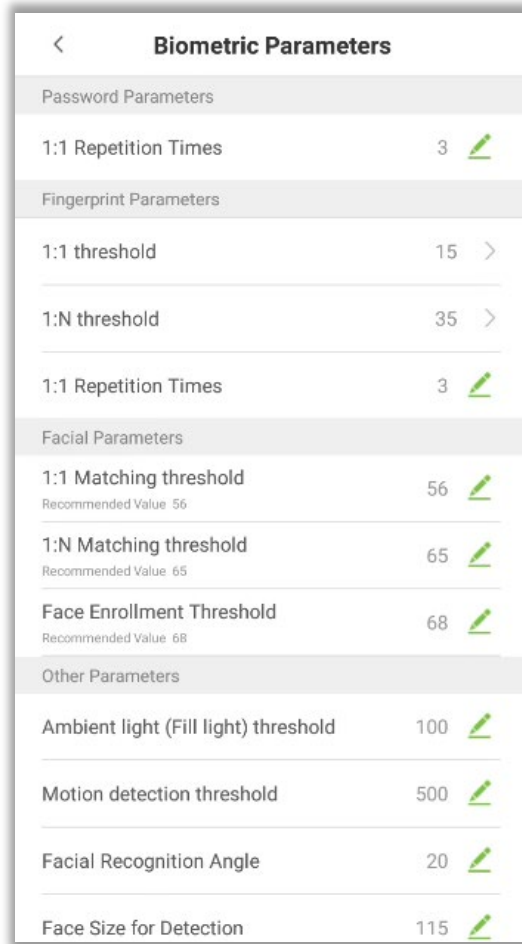 Biometric Parameters
Password Parameters
1:1 Repetition Times 3
Fingerprint Parameters
1:1 threshold 15
1:N threshold 35
1:1 Repetition Times 3
Facial Parameters
1:1 Matching threshold 56
Recommended Value 56
1:N Matching threshold 65
Recommended Value 65
Face Enrollment Threshold 68
Recommended Value 68
Other Parameters
Ambient light (Fill light) threshold 100
Motion detection threshold 500
Facial Recognition Angle 20
Face Size for Detection 115